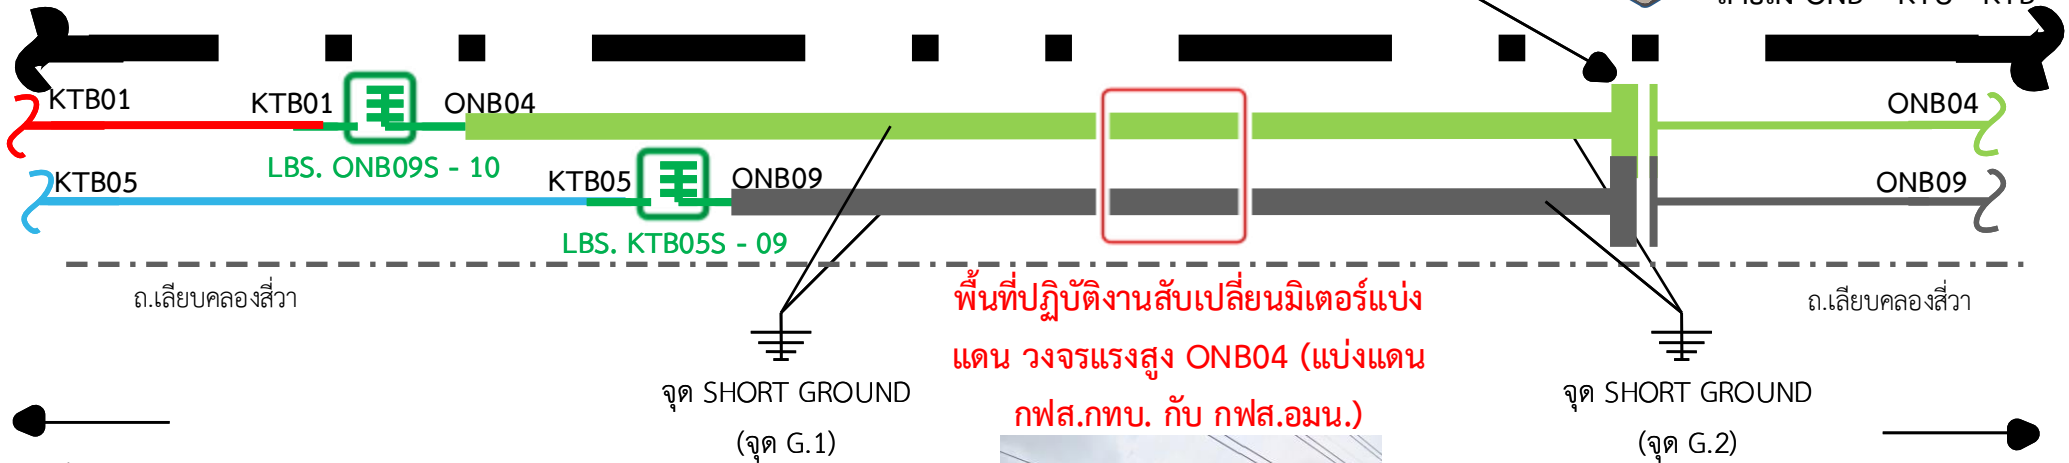 KTB01
KTB01
ONB04
ONB04
LBS. ONB09S - 10
KTB05
KTB05
ONB09
ONB09
LBS. KTB05S - 09
ถ.เลียบคลองสี่วา
ถ.เลียบคลองสี่วา
พื้นที่ปฏิบัติงานสับเปลี่ยนมิเตอร์แบ่ง
แดน วงจรแรงสูง ONB04 (แบ่งแดน
กฟส.กทบ. กับ กฟส.อมน.)
จุด SHORT GROUND
(จุด G.1)
จุด SHORT GROUND
(จุด G.2)